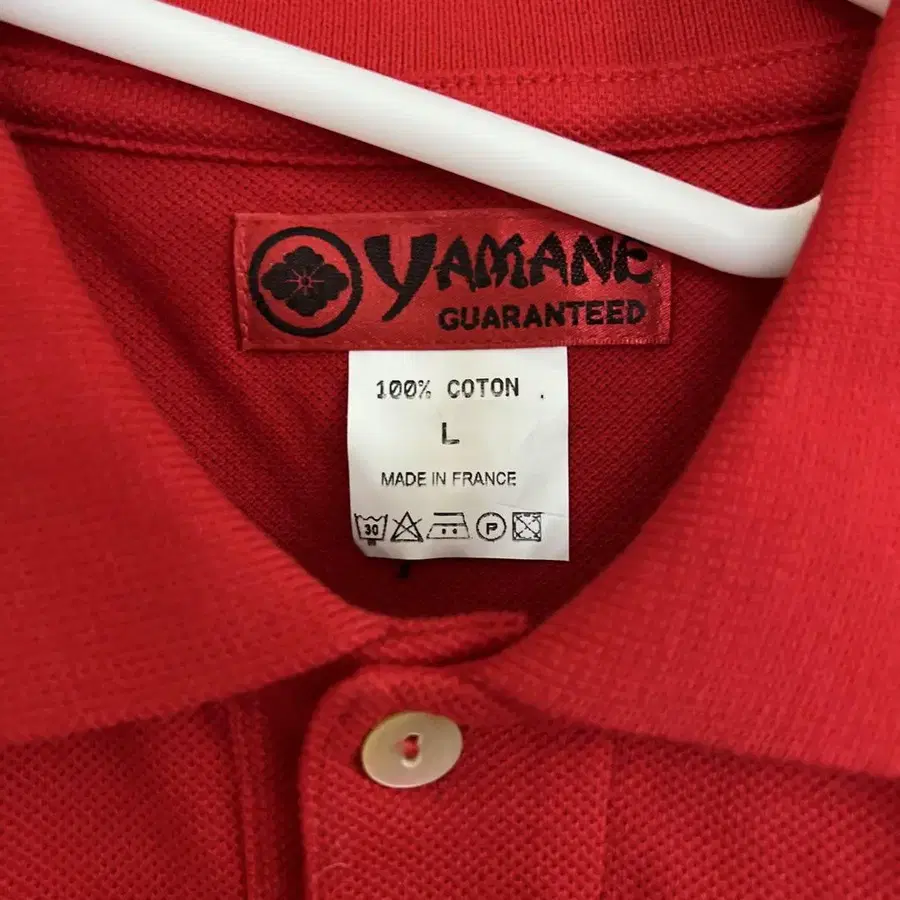 YAMANE
GUARANTEED
100% COTON .
L
MADE IN FRANCE
30 P